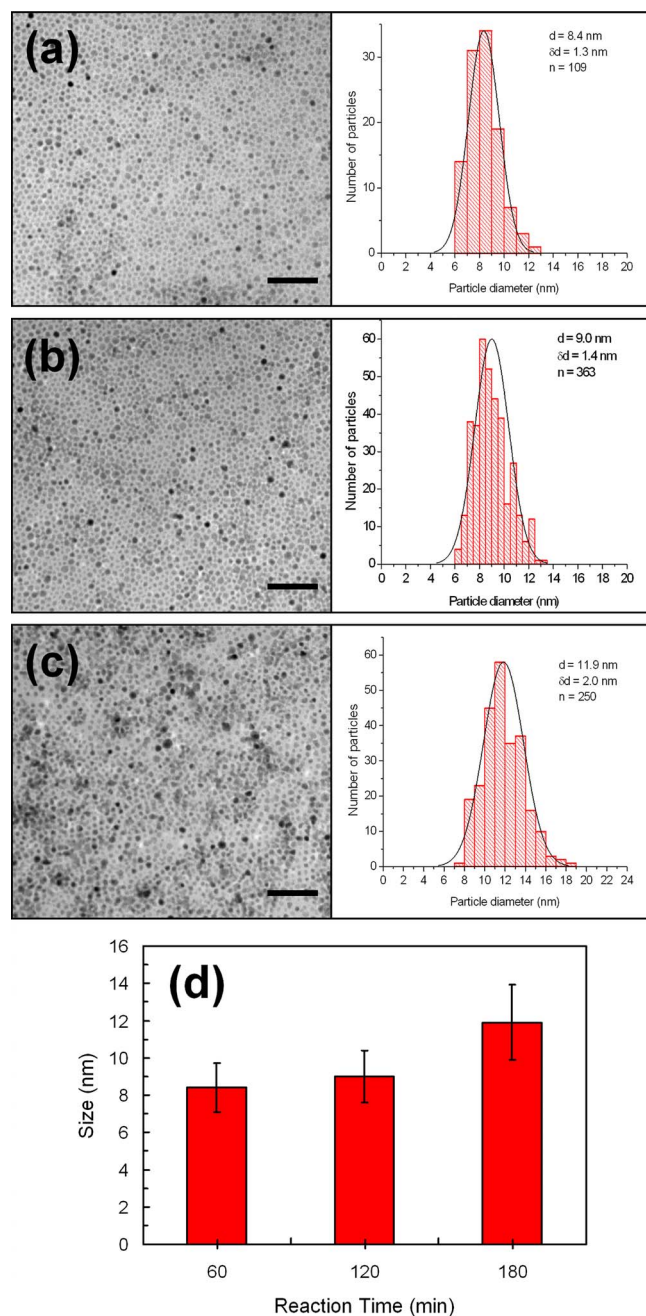 (a)
Number of particles
30
20
10
0
d = 8.4 nm
δd = 1.3 nm
n = 109
0 2 4 6 8 10 12 14 16 18 20
Particle diameter (nm)
(b)
Number of particles
60
50
40
30
20
10
0
d = 9.0 nm
δd = 1.4 nm
n = 363
0 2 4 6 8 10 12 14 16 18 20
Particle diameter (nm)
(c)
Number of particles
60
50
40
30
20
10
0
d = 11.9 nm
δd = 2.0 nm
n = 250
0 2 4 6 8 10 12 14 16 18 20 22 24
Particle diameter (nm)
(d)
Size (nm)
16
14
12
10
8
6
4
2
0
60 120 180
Reaction Time (min)